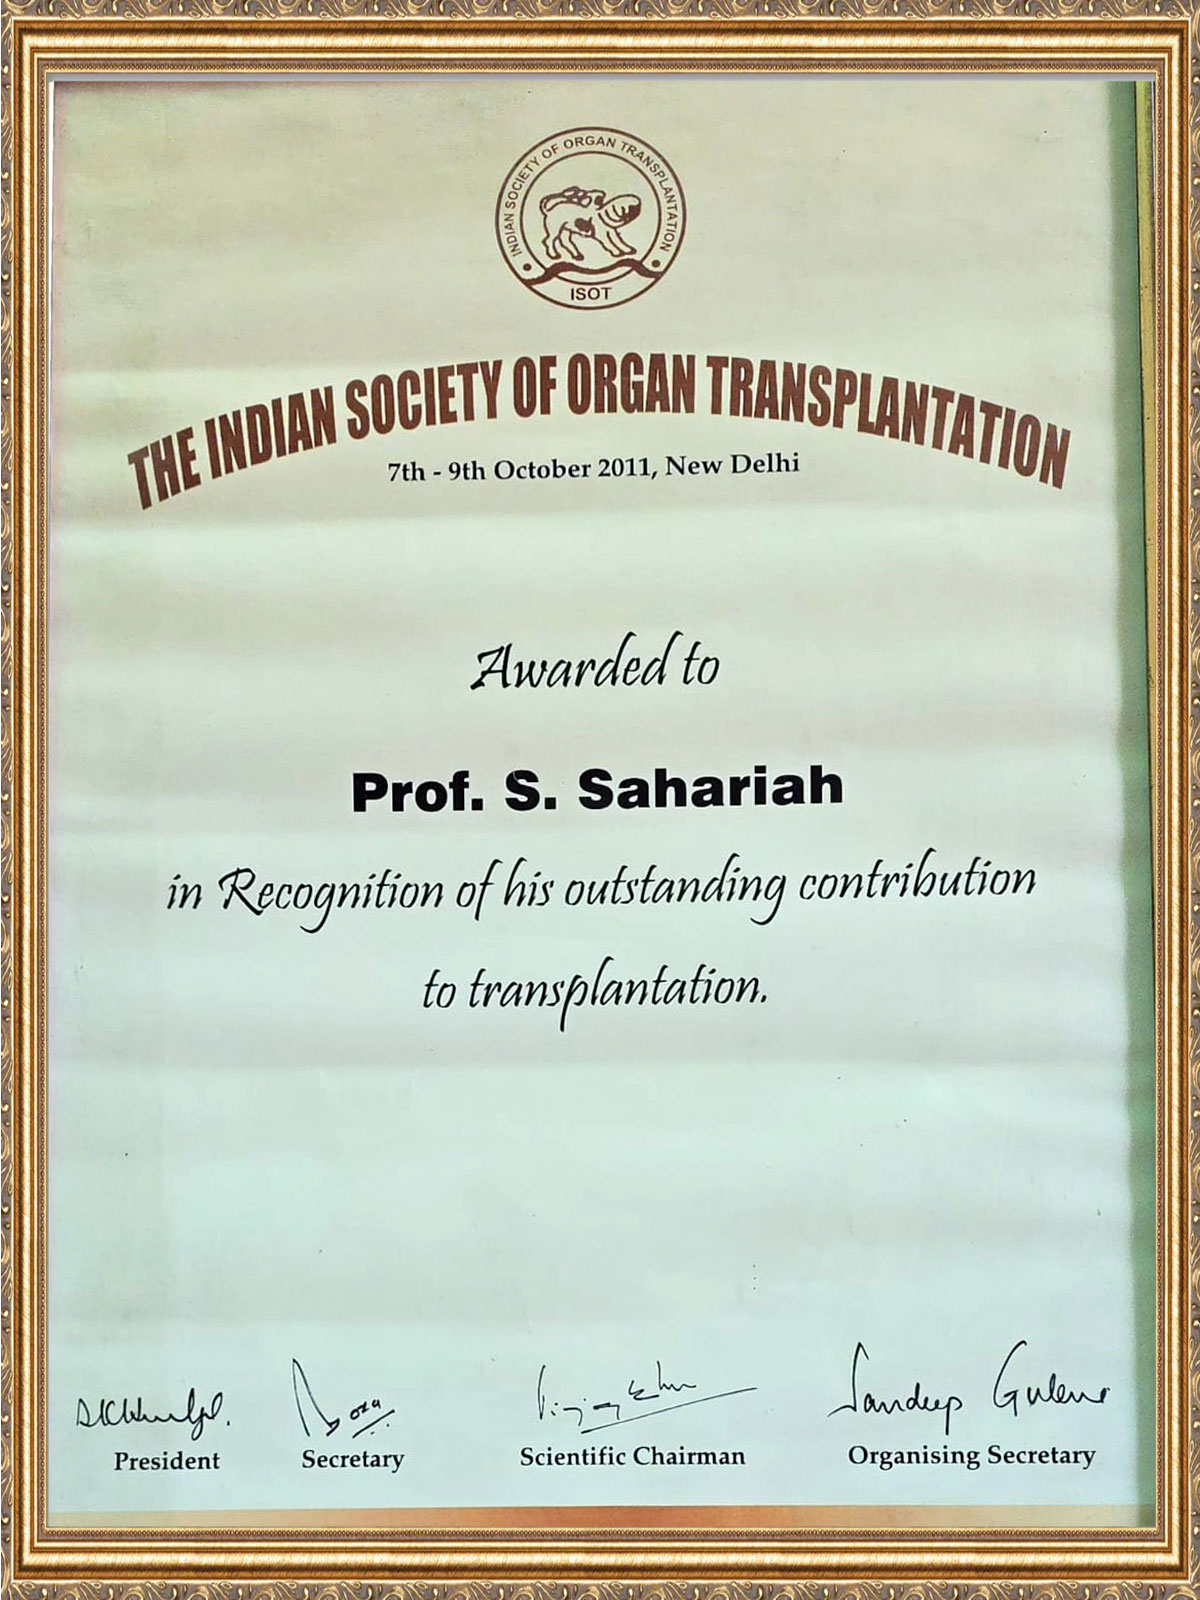 INDIAN SOCIETY OF ORGAN TRANSPLANTATION
ISOT
THE INDIAN SOCIETY OF ORGAN TRANSPLANTATION
7th - 9th October 2011, New Delhi
Awarded to
Prof. S. Sahariah
in Recognition of his outstanding contribution
to transplantation.
Sandeep
President Secretary Scientific Chairman Organising Secretary